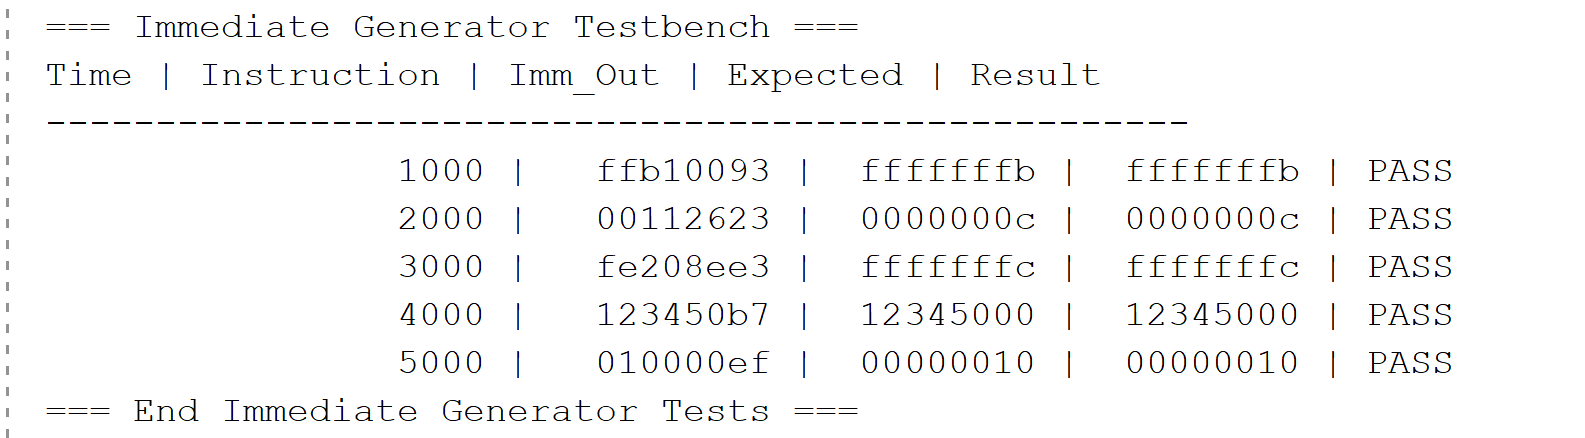 === Immediate Generator Testbench ===
Time | Instruction | Imm_Out | Expected | Result
----------------------------------------------------
1000 | ffb10093 | fffffffb | fffffffb | PASS
2000 | 00112623 | 0000000c | 0000000c | PASS
3000 | fe208ee3 | fffffffc | fffffffc | PASS
4000 | 123450b7 | 12345000 | 12345000 | PASS
5000 | 010000ef | 00000010 | 00000010 | PASS
=== End Immediate Generator Tests ===